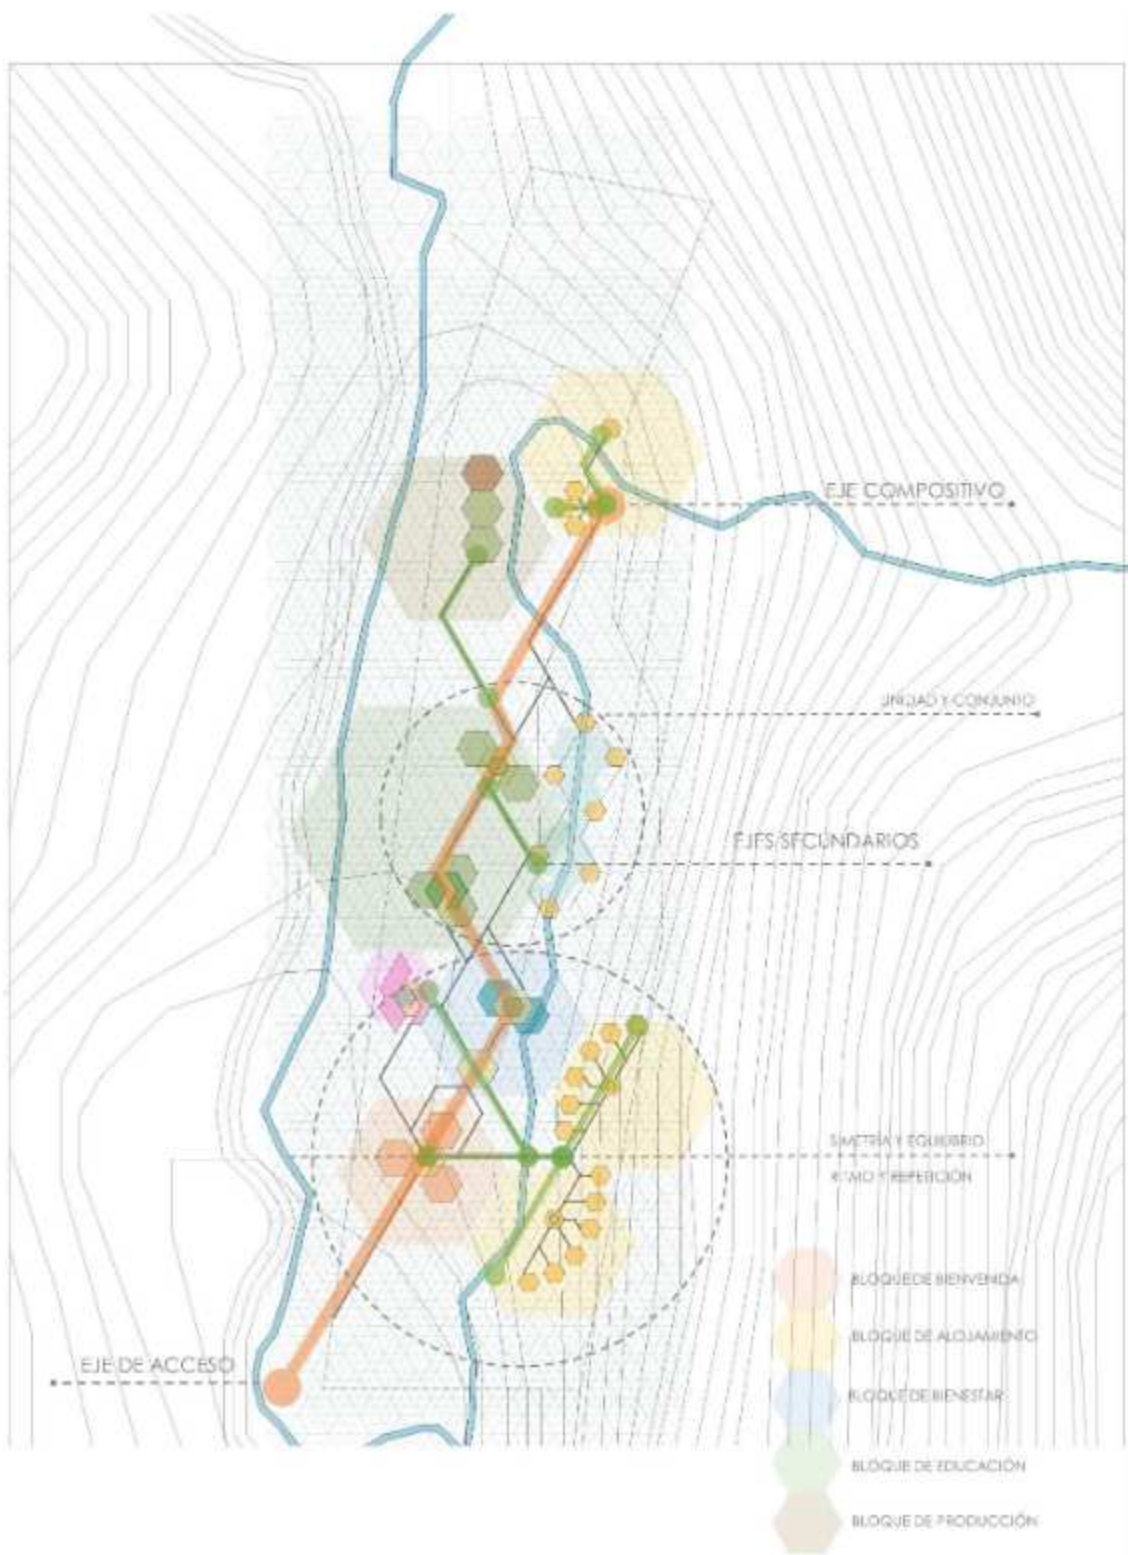 EJE COMPOSITIVO
UNIDAD Y CONJUNTO
EJES SECUNDARIOS
SIMETRÍA Y EQUILIBRIO
RITMO Y REPETICIÓN
BLOQUE DE BIENVENIDA
BLOQUE DE ALOJAMIENTO
EJE DE ACCESO
BLOQUE DE BIENESTAR
BLOQUE DE EDUCACIÓN
BLOQUE DE PRODUCCIÓN